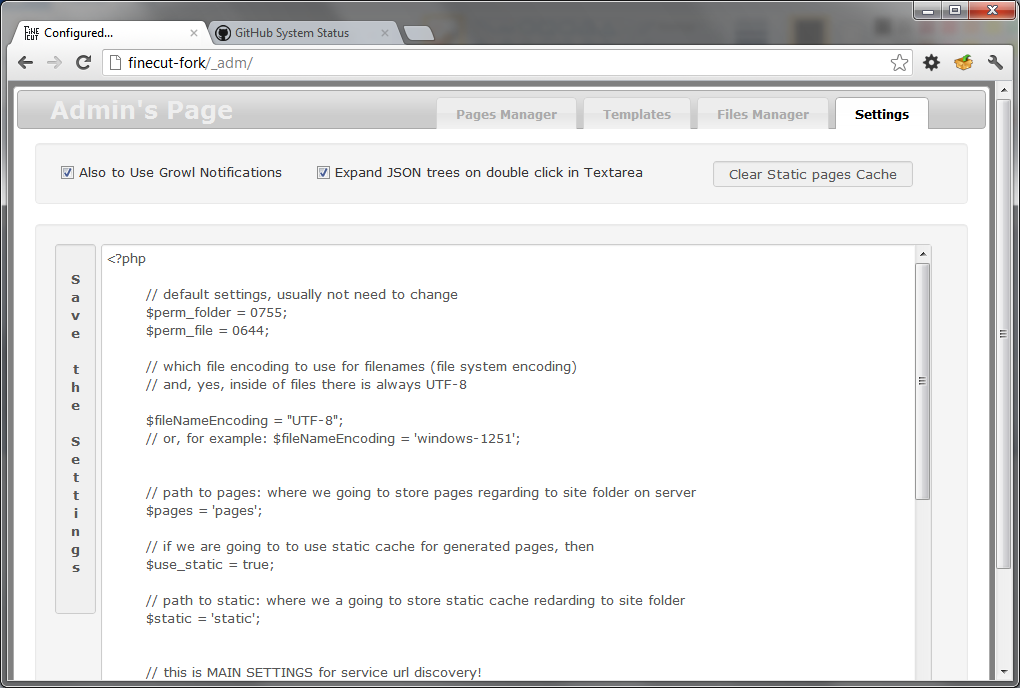 FINE CUT Configured...
GitHub System Status
finecut-fork/_adm/
Admin's Page
Pages Manager
Templates
Files Manager
Settings
Also to Use Growl Notifications
Expand JSON trees on double click in Textarea
Clear Static pages Cache
Save the Settings
<?php
// default settings, usually not need to change
$perm_folder = 0755;
$perm_file = 0644;
// which file encoding to use for filenames (file system encoding)
// and, yes, inside of files there is always UTF-8
$fileNameEncoding = "UTF-8";
// or, for example: $fileNameEncoding = 'windows-1251';
// path to pages: where we going to store pages regarding to site folder on server
$pages = 'pages';
// if we are going to to use static cache for generated pages, then
$use_static = true;
// path to static: where we a going to store static cache redarding to site folder
$static = 'static';
// this is MAIN SETTINGS for service url discovery!